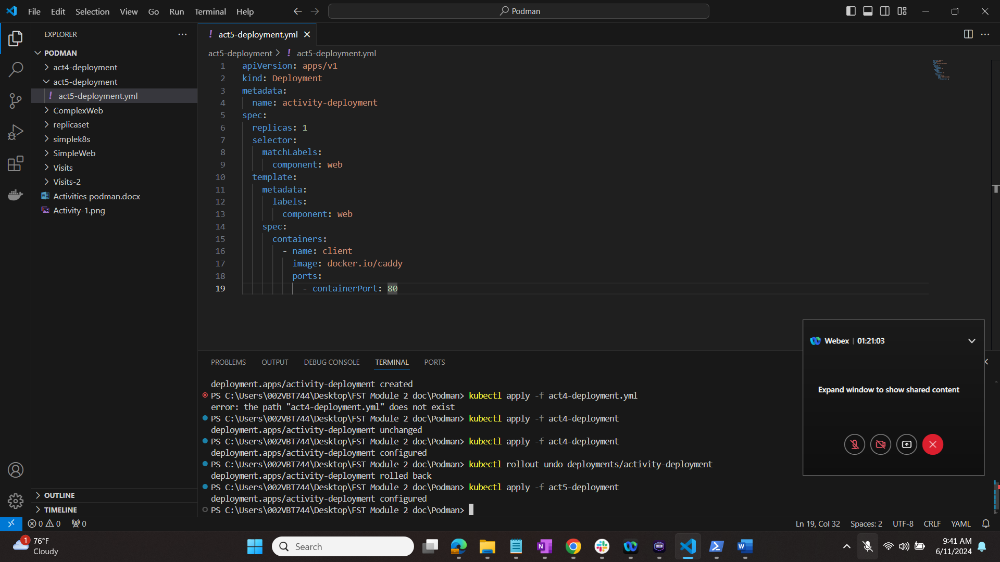 File Edit Selection View Go Run Terminal Help
Podman
EXPLORER
PODMAN
act4-deployment
act5-deployment
! act5-deployment.yml
ComplexWeb
replicaset
simplek8s
SimpleWeb
Visits
Visits-2
Activities podman.docx
Activity-1.png
OUTLINE
TIMELINE
! act5-deployment.yml
act5-deployment > ! act5-deployment.yml
1 apiVersion: apps/v1
2 kind: Deployment
3 metadata:
4 name: activity-deployment
5 spec:
6 replicas: 1
7 selector:
8 matchLabels:
9 component: web
10 template:
11 metadata:
12 labels:
13 component: web
14 spec:
15 containers:
16 - name: client
17 image: docker.io/caddy
18 ports:
19 - containerPort: 80
PROBLEMS OUTPUT DEBUG CONSOLE TERMINAL PORTS
deployment.apps/activity-deployment created
PS C:\Users\002VBT744\Desktop\FST Module 2 doc\Podman> kubectl apply -f act4-deployment.yml
error: the path "act4-deployment.yml" does not exist
PS C:\Users\002VBT744\Desktop\FST Module 2 doc\Podman> kubectl apply -f act4-deployment
deployment.apps/activity-deployment unchanged
PS C:\Users\002VBT744\Desktop\FST Module 2 doc\Podman> kubectl apply -f act4-deployment
deployment.apps/activity-deployment configured
PS C:\Users\002VBT744\Desktop\FST Module 2 doc\Podman> kubectl rollout undo deployments/activity-deployment
deployment.apps/activity-deployment rolled back
PS C:\Users\002VBT744\Desktop\FST Module 2 doc\Podman> kubectl apply -f act5-deployment
deployment.apps/activity-deployment configured
PS C:\Users\002VBT744\Desktop\FST Module 2 doc\Podman>
Webex | 01:21:03
Expand window to show shared content
0 0 0
Ln 19, Col 32 Spaces: 2 UTF-8 CRLF YAML
1
76°F
Cloudy
Search
9:41 AM
6/11/2024